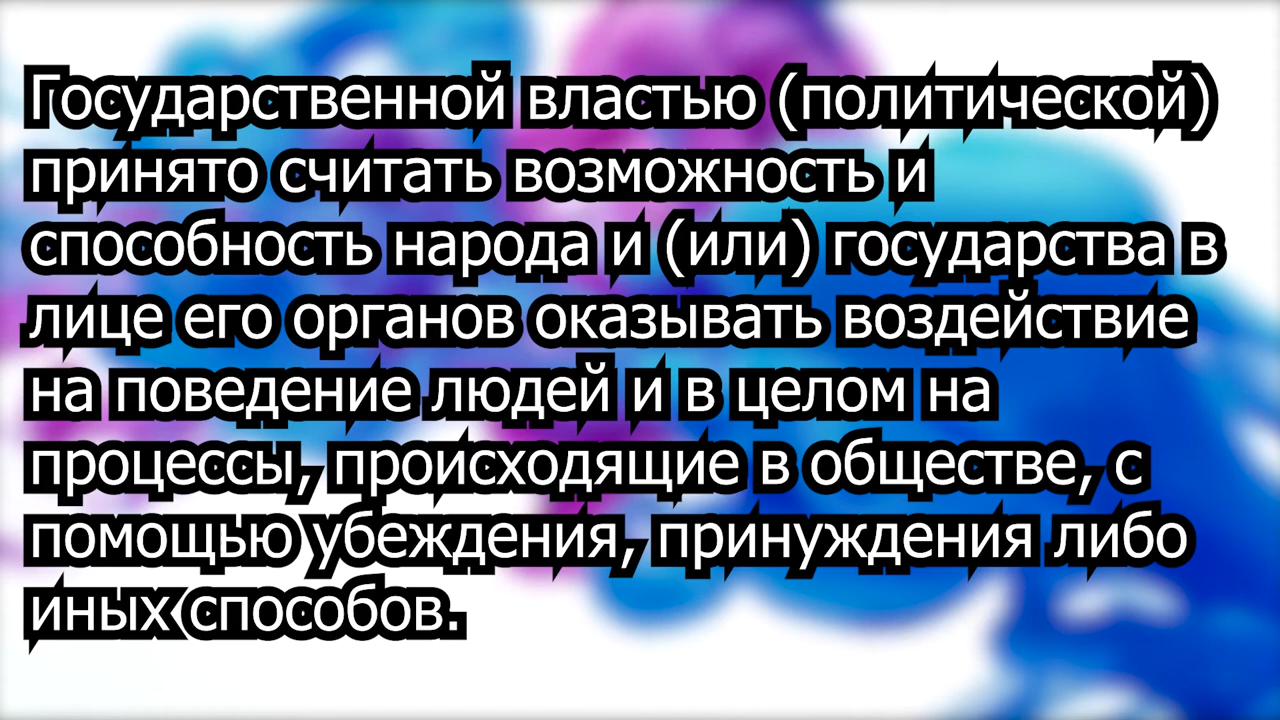 Государственной властью (политической)
принято считать возможность и
способность народа и (или) государства в
лице его органов оказывать воздействие
на поведение людей и в целом на
процессы, происходящие в обществе, с
помощью убеждения, принуждения либо
иных способов.